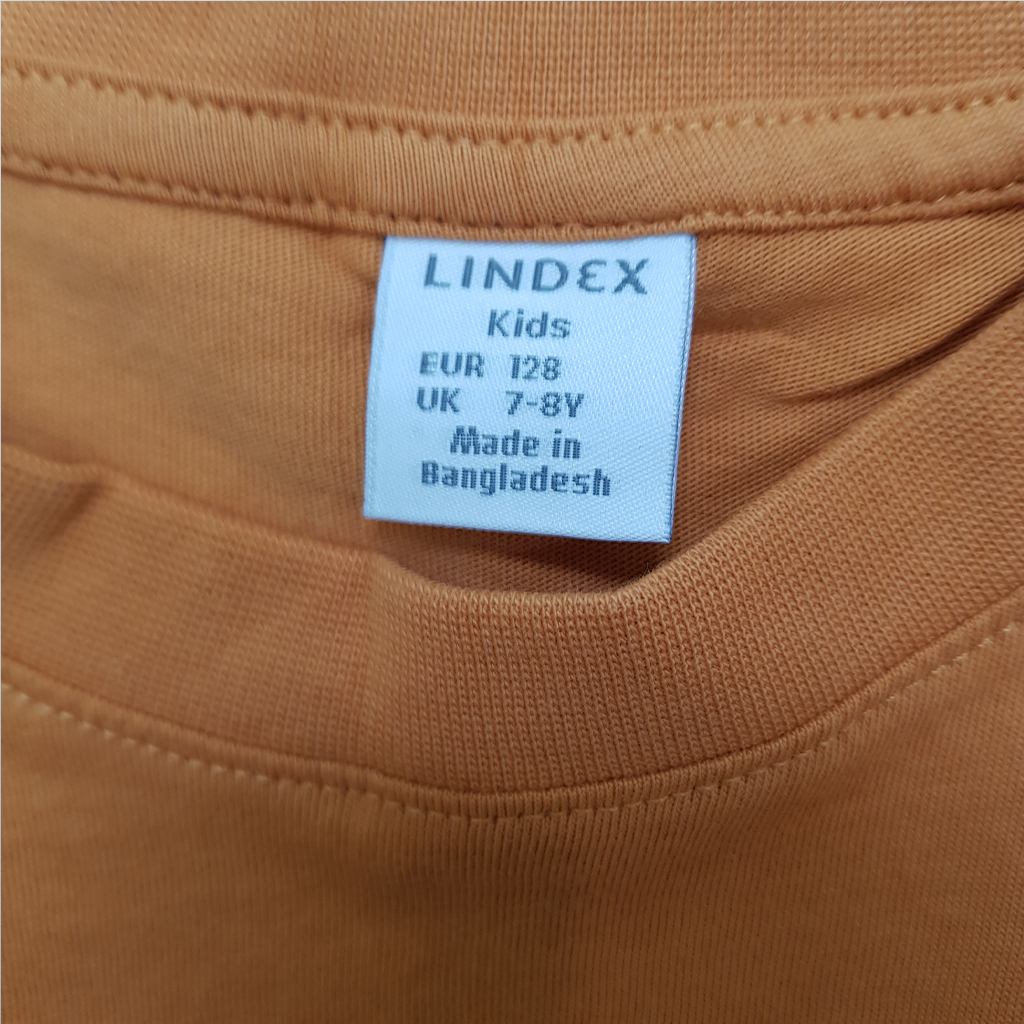 LINDEX
Kids
EUR 128
UK 7-8Y
Made in
Bangladesh